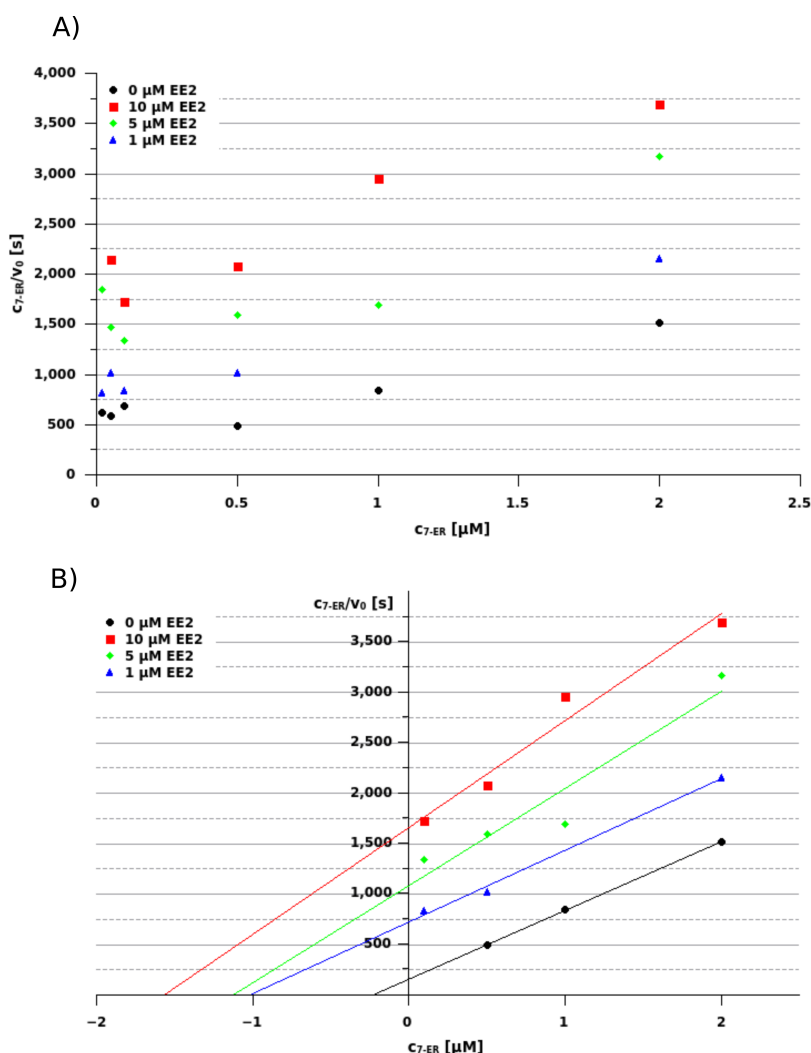 A)
4,000
3,500
3,000
2,500
2,000
1,500
1,000
500
0
c7-ER/v0 [s]
0 µM EE2
10 µM EE2
5 µM EE2
1 µM EE2
0 0.5 1 1.5 2 2.5
c7-ER [µM]
B)
c7-ER/v0 [s]
0 µM EE2
10 µM EE2
5 µM EE2
1 µM EE2
3,500
3,000
2,500
2,000
1,500
1,000
500
−2 −1 0 1 2
c7-ER [µM]